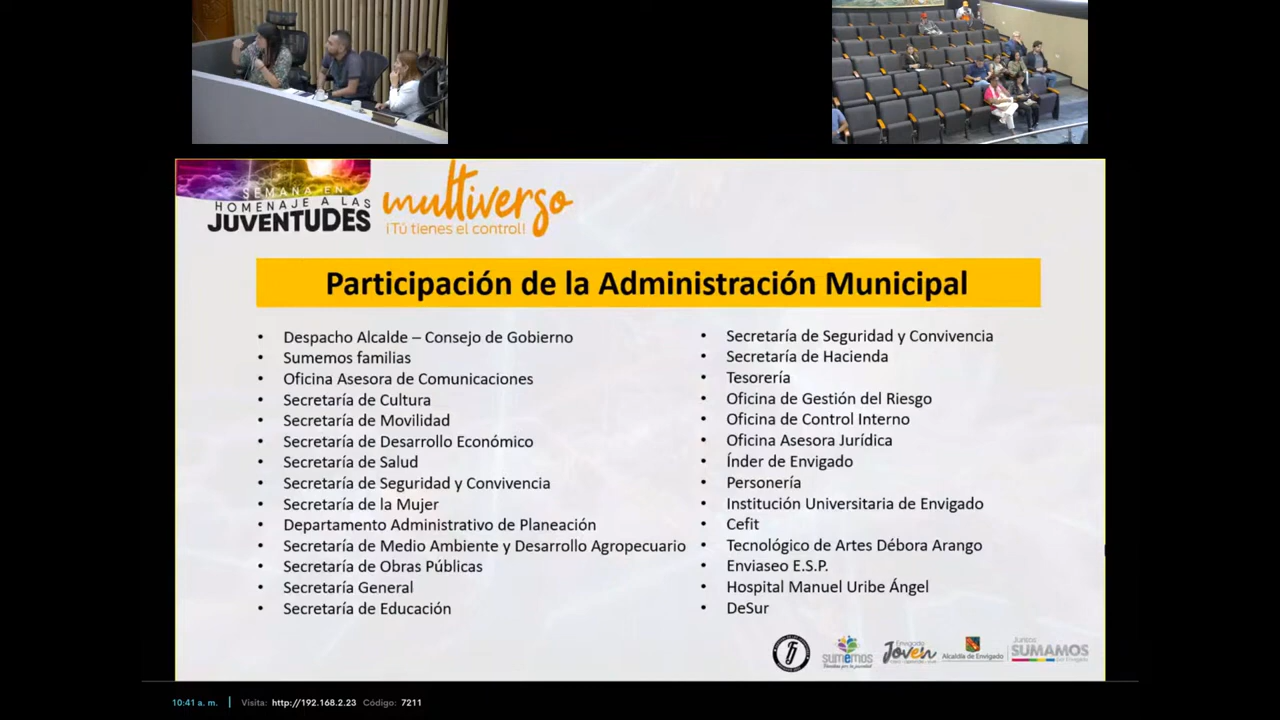 SEMANA EN
HOMENAJE A LAS
JUVENTUDES
multiverso
¡Tú tienes el control!
Participación de la Administración Municipal
• Despacho Alcalde – Consejo de Gobierno
• Sumemos familias
• Oficina Asesora de Comunicaciones
• Secretaría de Cultura
• Secretaría de Movilidad
• Secretaría de Desarrollo Económico
• Secretaría de Salud
• Secretaría de Seguridad y Convivencia
• Secretaría de la Mujer
• Departamento Administrativo de Planeación
• Secretaría de Medio Ambiente y Desarrollo Agropecuario
• Secretaría de Obras Públicas
• Secretaría General
• Secretaría de Educación
• Secretaría de Seguridad y Convivencia
• Secretaría de Hacienda
• Tesorería
• Oficina de Gestión del Riesgo
• Oficina de Control Interno
• Oficina Asesora Jurídica
• Índer de Envigado
• Personería
• Institución Universitaria de Envigado
• Cefit
• Tecnológico de Artes Débora Arango
• Enviaseo E.S.P.
• Hospital Manuel Uribe Ángel
• DeSur
sumemos
Envigado
Joven
Alcaldía de Envigado
Juntos
SUMAMOS
por Envigado
10:41 a. m. | Visita: http://192.168.2.23 Código: 7211